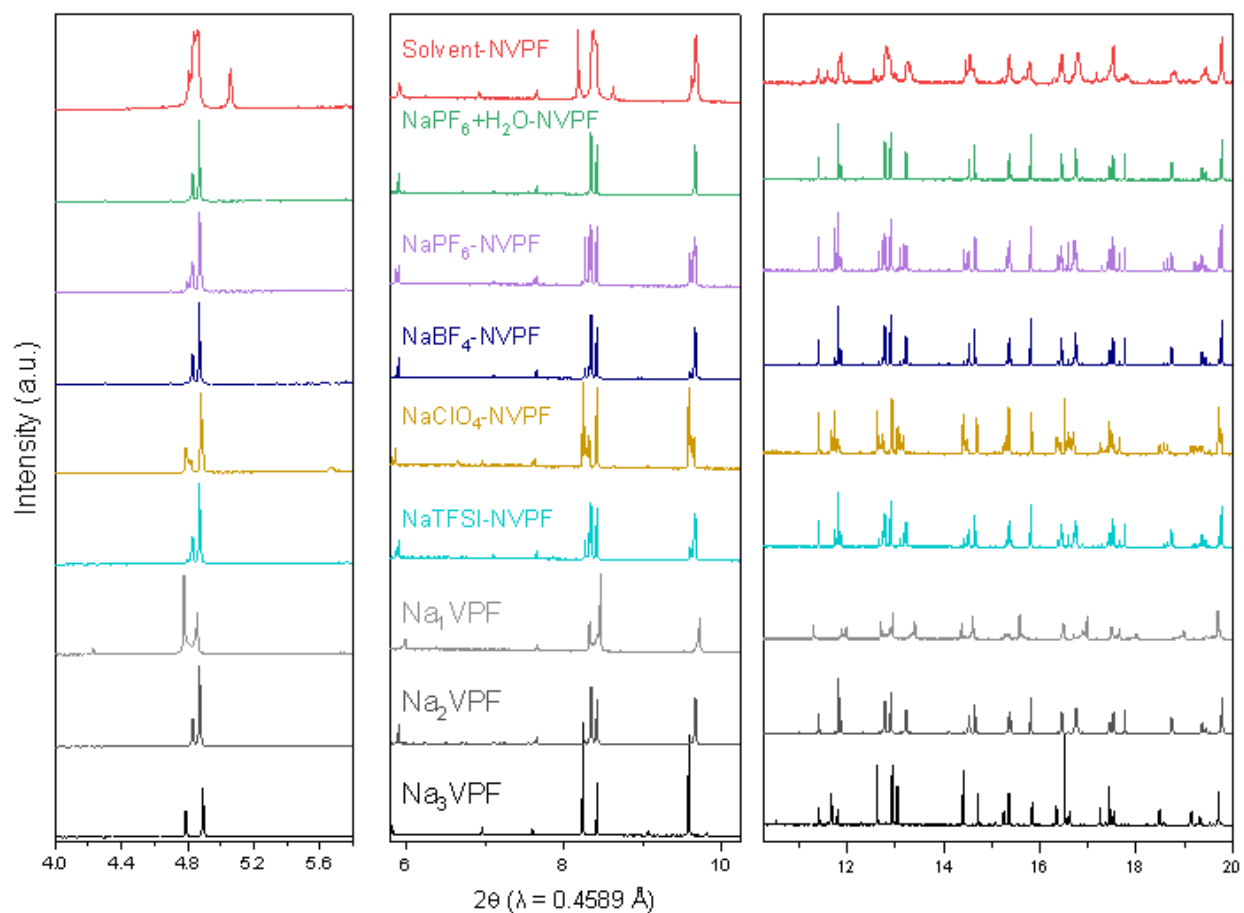 Intensity (a.u.)
Solvent-NVPF
NaPF₆+H₂O-NVPF
NaPF₆-NVPF
NaBF₄-NVPF
NaClO₄-NVPF
NaTFSI-NVPF
Na₁VPF
Na₂VPF
Na₃VPF
4.0 4.4 4.8 5.2 5.6
6 8 10
12 14 16 18 20
2θ (λ = 0.4589 Å)